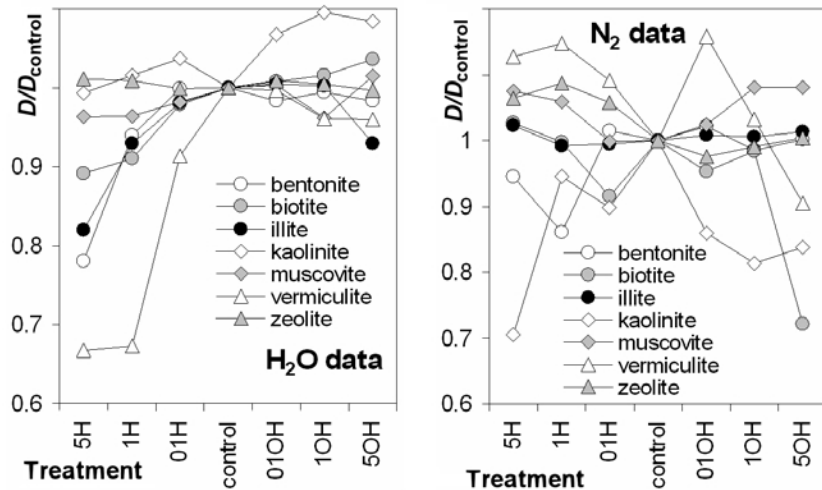 D/Dcontrol
0.9
0.8
0.7
0.6
bentonite
biotite
illite
kaolinite
muscovite
vermiculite
zeolite
H2O data
5H
1H
01H
control
01OH
1OH
5OH
Treatment
D/Dcontrol
N2 data
1
0.9
0.8
0.7
0.6
bentonite
biotite
illite
kaolinite
muscovite
vermiculite
zeolite
5H
1H
01H
control
01OH
1OH
5OH
Treatment